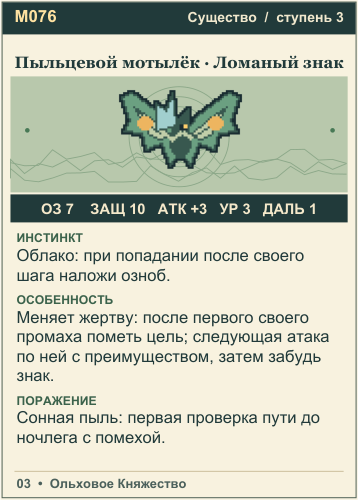 M076
Существо / ступень 3
Пыльцевой мотылёк · Ломаный знак
ОЗ 7 ЗАЩ 10 АТК +3 УР 3 ДАЛЬ 1
ИНСТИНКТ
Облако: при попадании после своего
шага наложи озноб.
ОСОБЕННОСТЬ
Меняет жертву: после первого своего
промаха пометь цель; следующая атака
по ней с преимуществом, затем забудь
знак.
ПОРАЖЕНИЕ
Сонная пыль: первая проверка пути до
ночлега с помехой.
03 • Ольховое Княжество